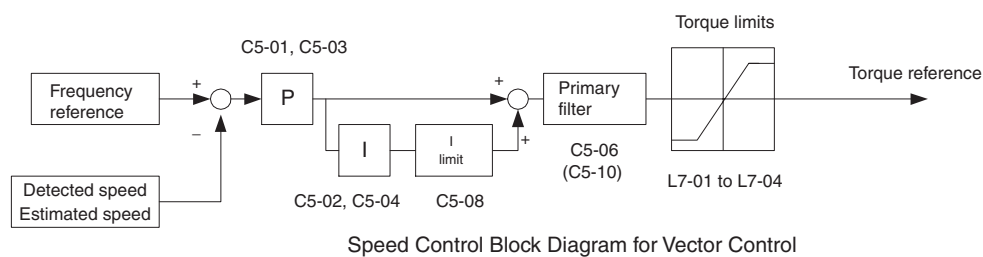 Torque limits
C5-01, C5-03
Frequency
reference
+
−
P
+
+
Primary
filter
Torque reference
I
I
limit
C5-06
(C5-10)
L7-01 to L7-04
Detected speed
Estimated speed
C5-02, C5-04
C5-08
Speed Control Block Diagram for Vector Control